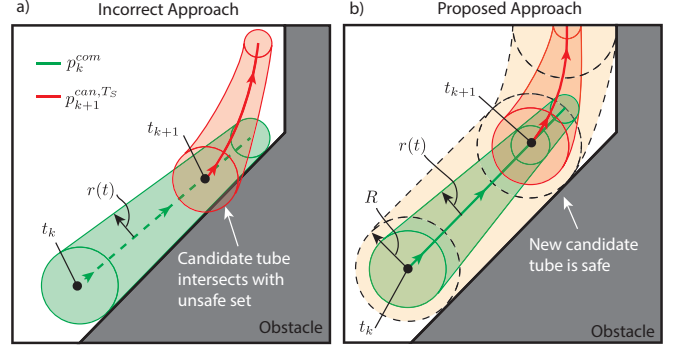 a)
Incorrect Approach
p_k^{com}
p_{k+1}^{can,T_S}
t_{k+1}
r(t)
t_k
Candidate tube
intersects with
unsafe set
Obstacle
b)
Proposed Approach
t_{k+1}
r(t)
R
t_k
New candidate
tube is safe
Obstacle